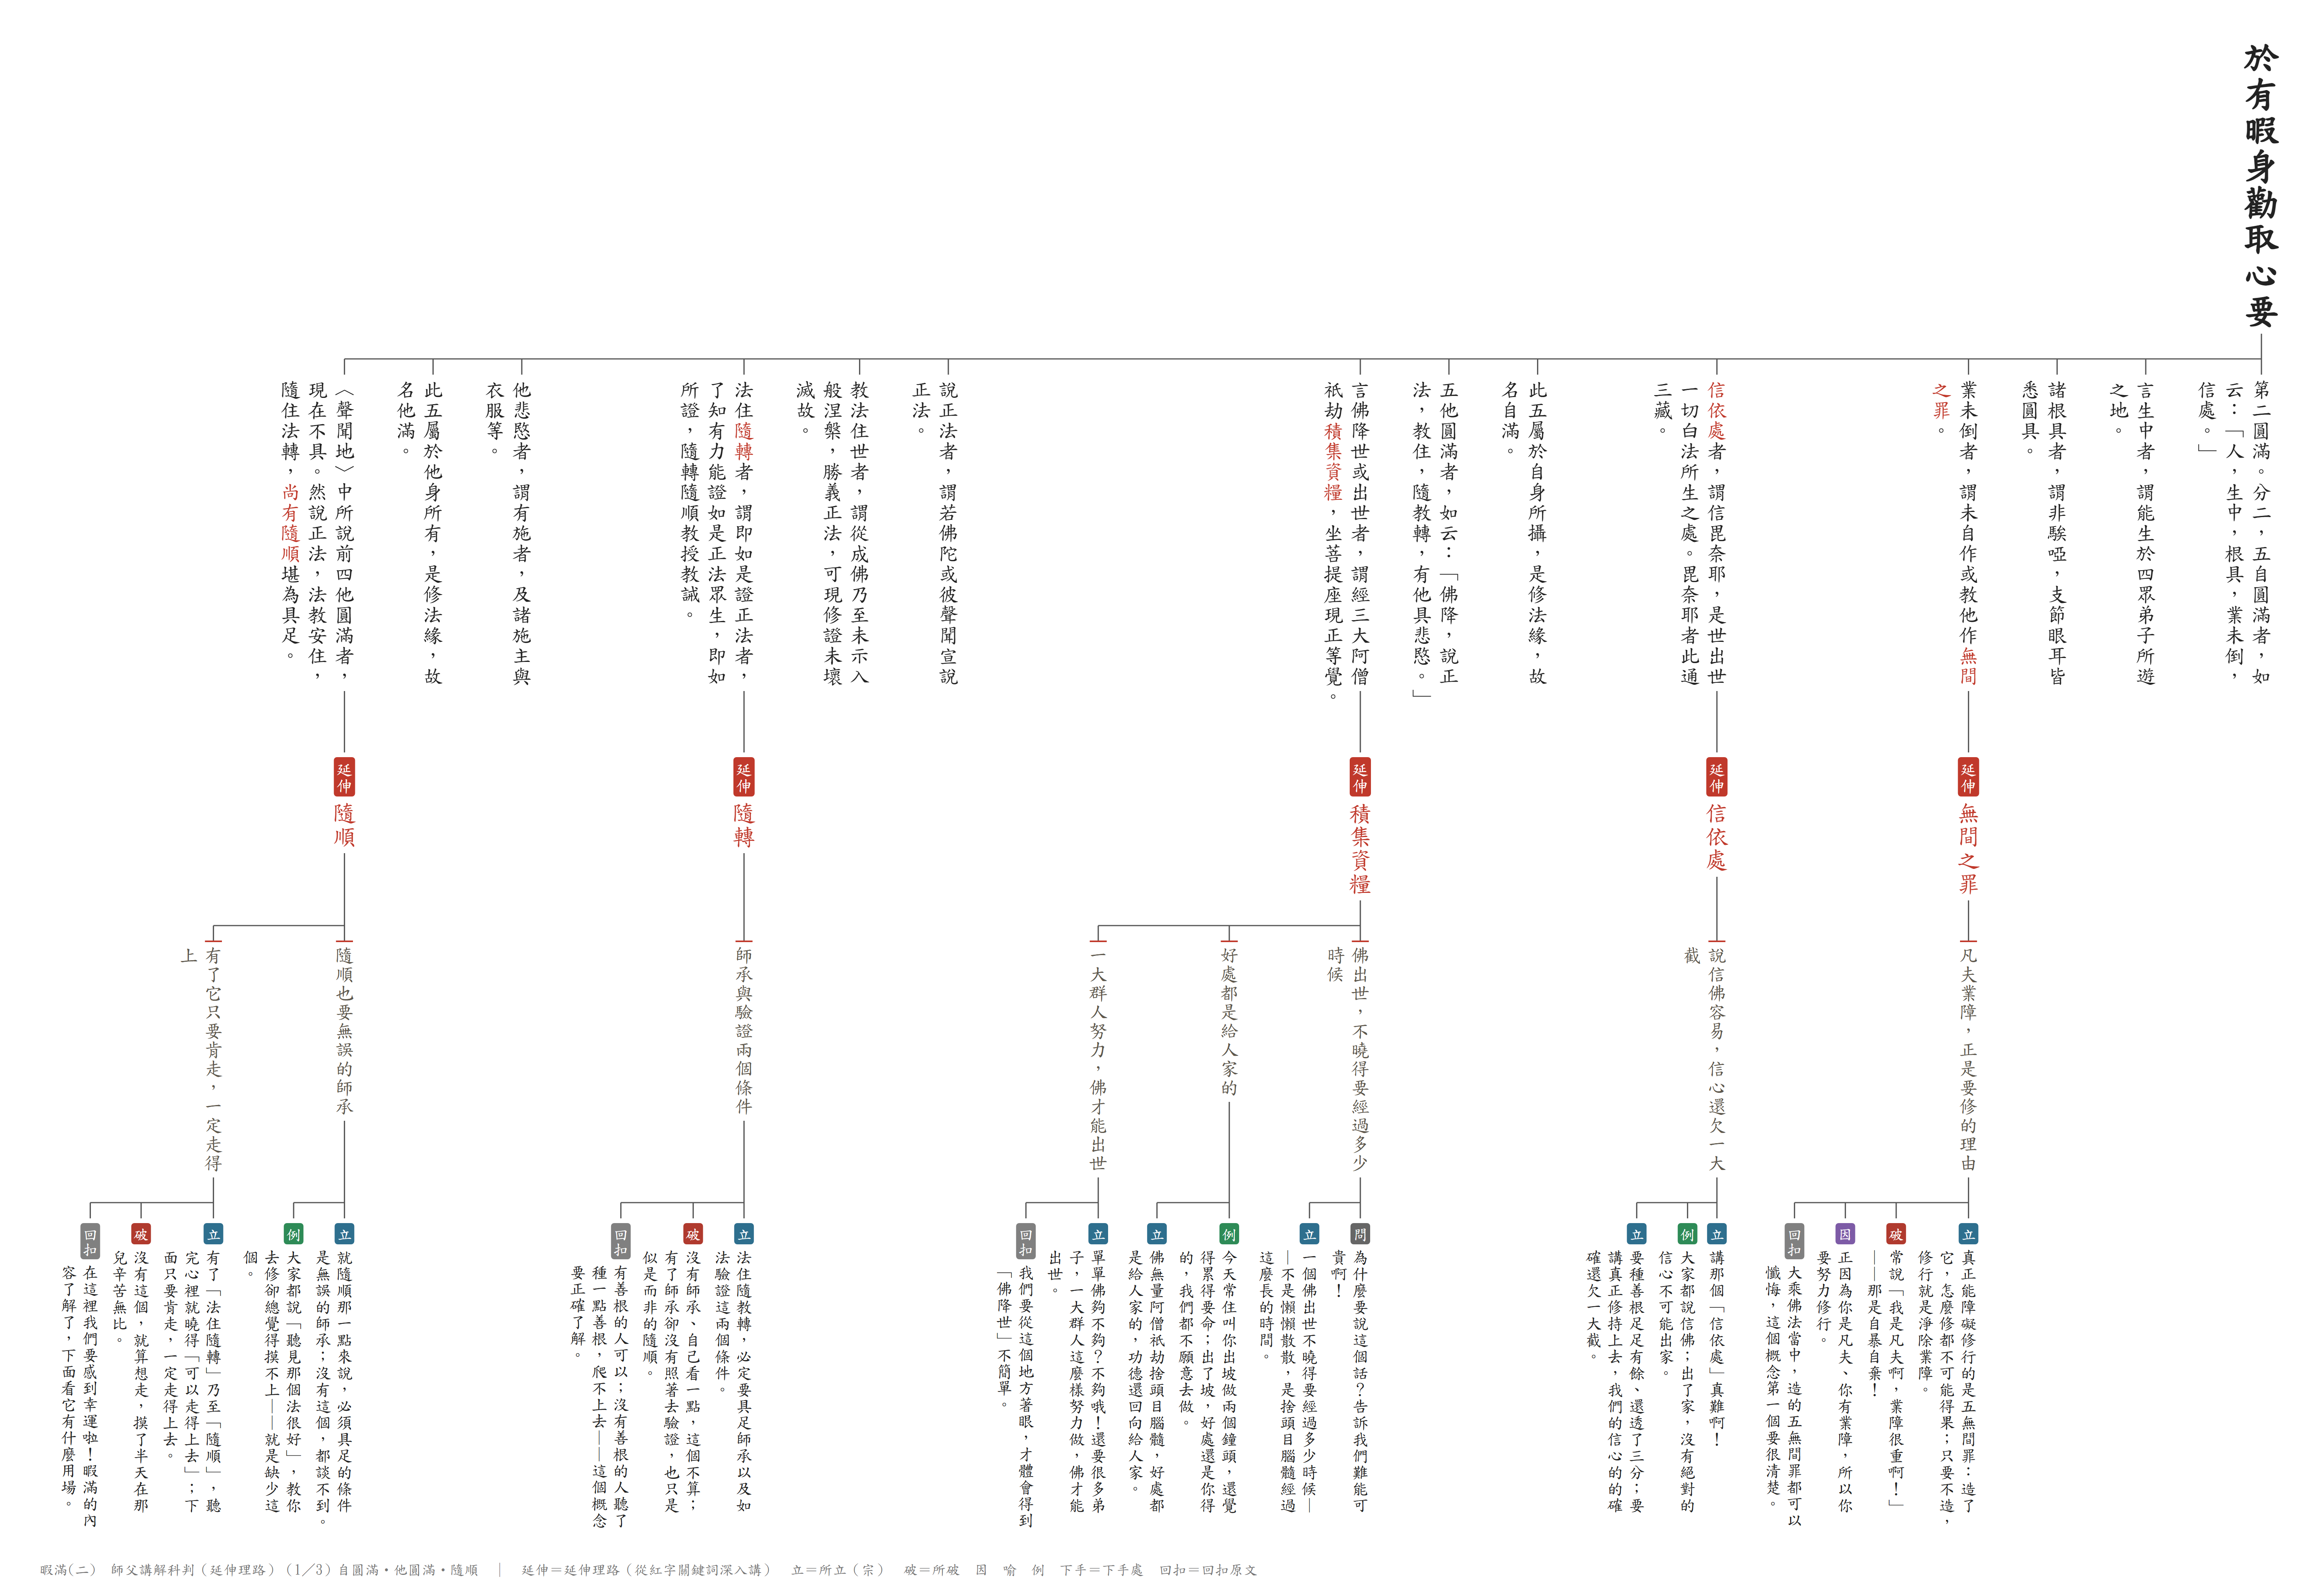 於有暇身勸取心要
第二圓滿。分二，五自圓滿者，如
云：「人，生中，根具，業未倒，
信處。」
言生中者，謂能生於四眾弟子所遊
之地。
諸根具者，謂非騃啞，支節眼耳皆
悉圓具。
業未倒者，謂未自作或教他作無間
之罪。
信依處者，謂信毘奈耶，是世出世
一切白法所生之處。毘奈耶者此通
三藏。
此五屬於自身所攝，是修法緣，故
名自滿。
五他圓滿者，如云：「佛降，說正
法，教住，隨教轉，有他具悲愍。」
言佛降世或出世者，謂經三大阿僧
祇劫積集資糧，坐菩提座現正等覺。
說正法者，謂若佛陀或彼聲聞宣說
正法。
教法住世者，謂從成佛乃至未示入
般涅槃，勝義正法，可現修證未壞
滅故。
法住隨轉者，謂即如是證正法者，
了知有力能證如是正法眾生，即如
所證，隨轉隨順教授教誡。
他悲愍者，謂有施者，及諸施主與
衣服等。
此五屬於他身所有，是修法緣，故
名他滿。
〈聲聞地〉中所說前四他圓滿者，
現在不具。然說正法，法教安住，
隨住法轉，尚有隨順堪為具足。
延伸 無間之罪
凡夫業障，正是要修的理由
立 真正能障礙修行的是五無間罪：造了
它，怎麼修都不可能得果；只要不造，
修行就是淨除業障。
破 常說「我是凡夫啊，業障很重啊！」
——那是自暴自棄！
因 正因為你是凡夫、你有業障，所以你
要努力修行。
回扣 大乘佛法當中，造的五無間罪都可以
懺悔，這個概念第一個要很清楚。
延伸 信依處
說信佛容易，信心還欠一大
截
立 講那個「信依處」真難啊！
例 大家都說信佛；出了家，沒有絕對的
信心不可能出家。
立 要種善根足足有餘、還透了三分；要
講真正修持上去，我們的信心的的確
確還欠一大截。
延伸 積集資糧
佛出世，不曉得要經過多少
時候
問 為什麼要說這個話？告訴我們難能可
貴啊！
立 一個佛出世不曉得要經過多少時候—
—不是懶懶散散，是捨頭目腦髓經過
這麼長的時間。
好處都是給人家的
例 今天常住叫你出坡做兩個鐘頭，還覺
得累得要命；出了坡，好處還是你得
的，我們都不願意去做。
立 佛無量阿僧祇劫捨頭目腦髓，好處都
是給人家的，功德還回向給人家。
一大群人努力，佛才能出世
立 單單佛夠不夠？不夠哦！還要很多弟
子，一大群人這麼樣努力做，佛才能
出世。
回扣 我們要從這個地方著眼，才體會得到
「佛降世」不簡單。
延伸 隨轉
師承與驗證兩個條件
立 法住隨教轉，必定要具足師承以及如
法驗證這兩個條件。
破 沒有師承、自己看一點，這個不算；
有了師承卻沒有照著去驗證，也只是
似是而非的隨順。
回扣 有善根的人可以；沒有善根的人聽了
種一點善根，爬不上去——這個概念
要正確了解。
延伸 隨順
隨順也要無誤的師承
立 就隨順那一點來說，必須具足的條件
是無誤的師承；沒有這個，都談不到。
例 大家都說「聽見那個法很好」，教你
去修卻總覺得摸不上——就是缺少這
個。
有了它只要肯走，一定走得
上
立 有了「法住隨轉」乃至「隨順」，聽
完心裡就曉得「可以走得上去」；下
面只要肯走，一定走得上去。
破 沒有這個，就算想走，摸了半天在那
兒辛苦無比。
回扣 在這裡我們要感到幸運啦！暇滿的內
容了解了，下面看它有什麼用場。
暇滿(二) 師父講解科判（延伸理路）（1／3）自圓滿・他圓滿・隨順 ｜ 延伸＝延伸理路（從紅字關鍵詞深入講） 立＝所立（宗） 破＝所破 因 喻 例 下手＝下手處 回扣＝回扣原文